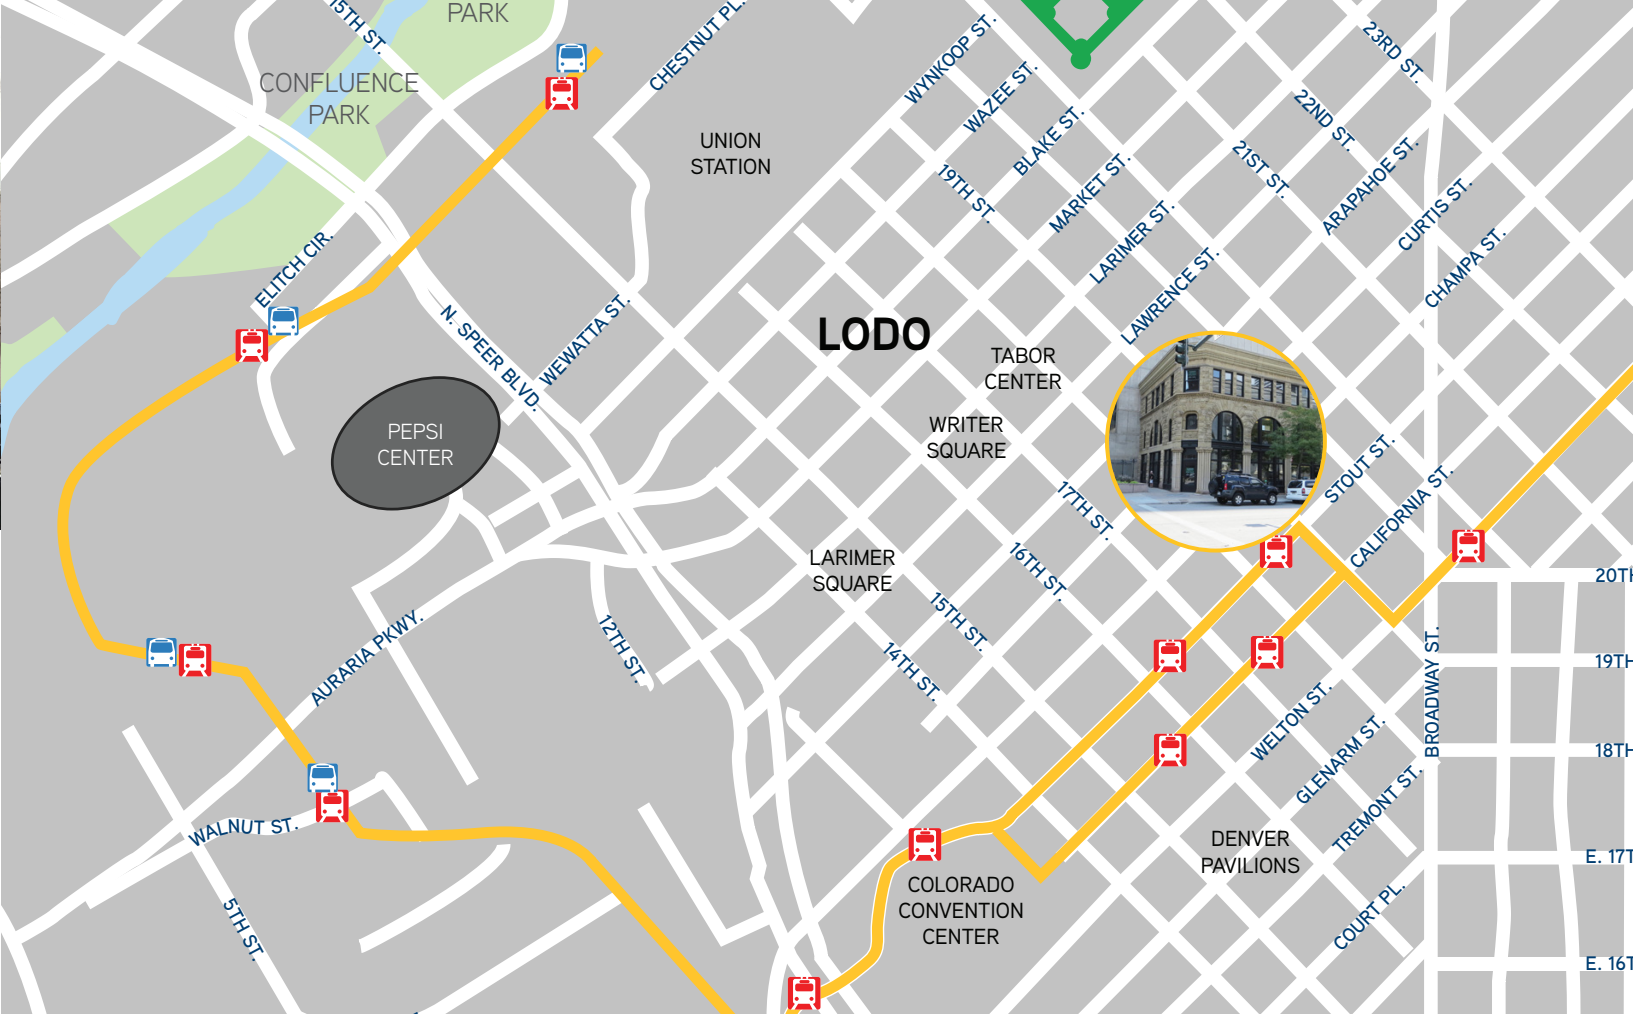 PARK
15TH ST.
CONFLUENCE
PARK
CHESTNUT PL.
WYNKOOP ST.
WAZEE ST.
BLAKE ST.
23RD ST.
22ND ST.
21ST ST.
ARAPAHOE ST.
CURTIS ST.
CHAMPA ST.
UNION
STATION
19TH ST.
MARKET ST.
LARIMER ST.
LAWRENCE ST.
ELITCH CIR.
N. SPEER BLVD.
WEWATTA ST.
LODO
TABOR
CENTER
WRITER
SQUARE
PEPSI
CENTER
STOUT ST.
CALIFORNIA ST.
17TH ST.
16TH ST.
15TH ST.
14TH ST.
LARIMER
SQUARE
12TH ST.
AURARIA PKWY.
20TH
19TH
18TH
E. 17T
E. 16T
BROADWAY ST.
WELTON ST.
GLENARM ST.
TREMONT ST.
COURT PL.
WALNUT ST.
5TH ST.
DENVER
PAVILIONS
COLORADO
CONVENTION
CENTER